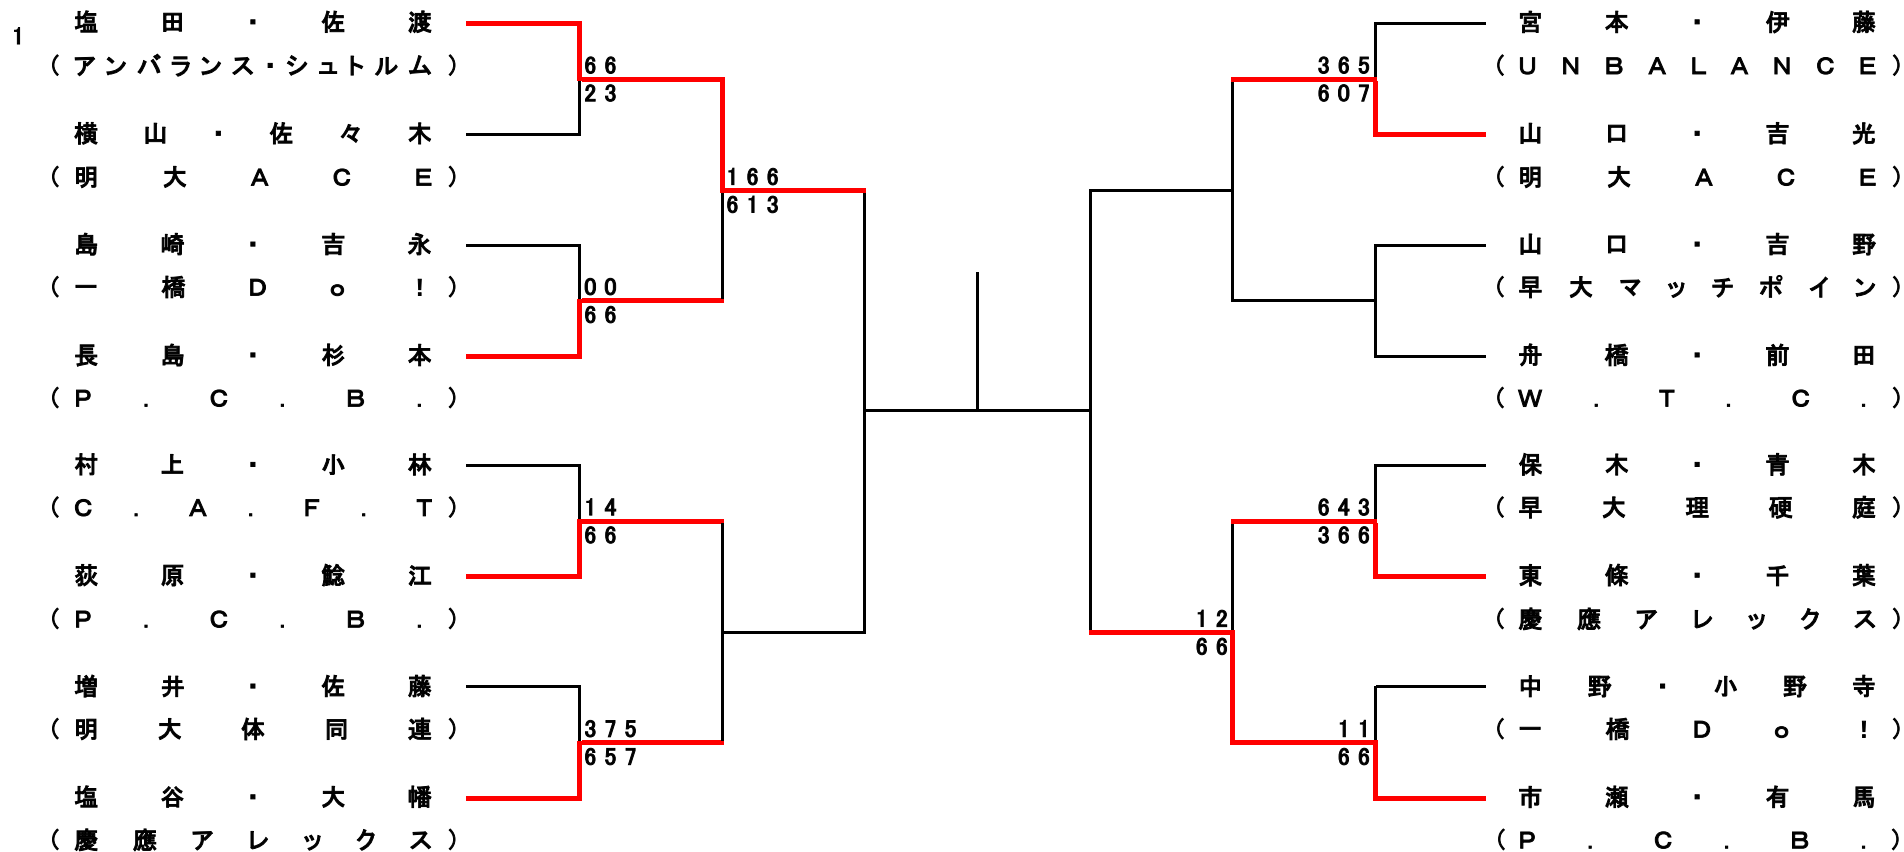 1
塩田・佐渡
(アンバランス・シュトルム)
66
23
横山・佐々木
(明大ACE)
166
613
島崎・吉永
(一橋Do!)
00
66
長島・杉本
(P.C.B.)
村上・小林
(C.A.F.T)
14
66
荻原・鯰江
(P.C.B.)
増井・佐藤
(明大体同連)
375
657
塩谷・大幡
(慶應アレックス)
宮本・伊藤
(UNBALANCE)
365
607
山口・吉光
(明大ACE)
山口・吉野
(早大マッチポイン)
舟橋・前田
(W.T.C.)
保木・青木
(早大理硬庭)
643
366
東條・千葉
(慶應アレックス)
12
66
中野・小野寺
(一橋Do!)
11
66
市瀬・有馬
(P.C.B.)